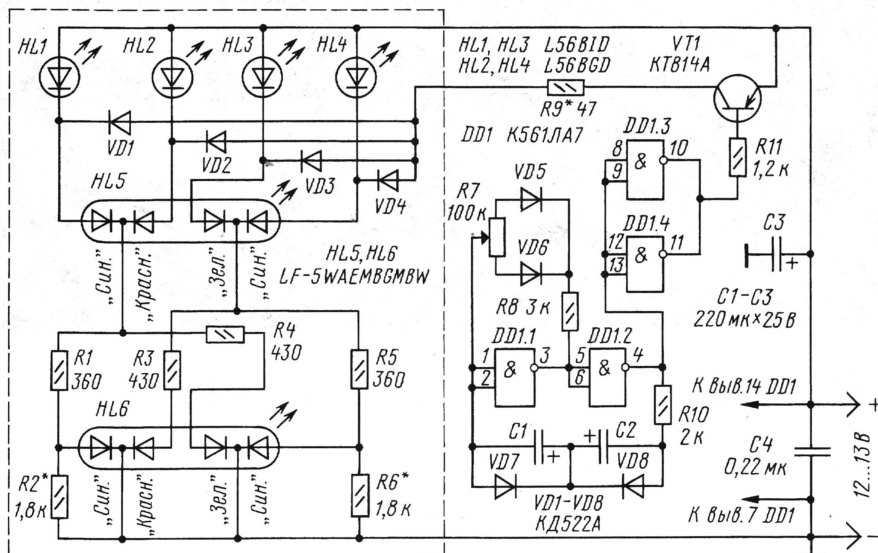 HL1 HL2 HL3 HL4
HL1, HL3 L56BID
HL2, HL4 L56BGD
VT1
КТ814А
R9* 47
VD1
VD2
VD3
VD4
DD1 К561ЛА7
DD1.3
8
9
&
10
R11
1,2 к
HL5
„Син."
„Красн."
„Зел."
„Син."
HL5, HL6
LF-5WAEMBGMBW
R7
100 к
VD5
VD6
DD1.4
12
13
&
11
C3
+
C1–C3
220 мк × 25 В
R8 3 к
R1
360
R3
430
R4
430
R5
360
DD1.1
1
2
&
3
DD1.2
5
6
&
4
R10
2 к
К выв. 14 DD1
+
HL6
„Син."
„Красн."
„Зел."
„Син."
R2*
1,8 к
R6*
1,8 к
C1
+
C2
+
VD7
VD8
VD1–VD8
КД522А
C4
0,22 мк
12...13 В
К выв. 7 DD1
–